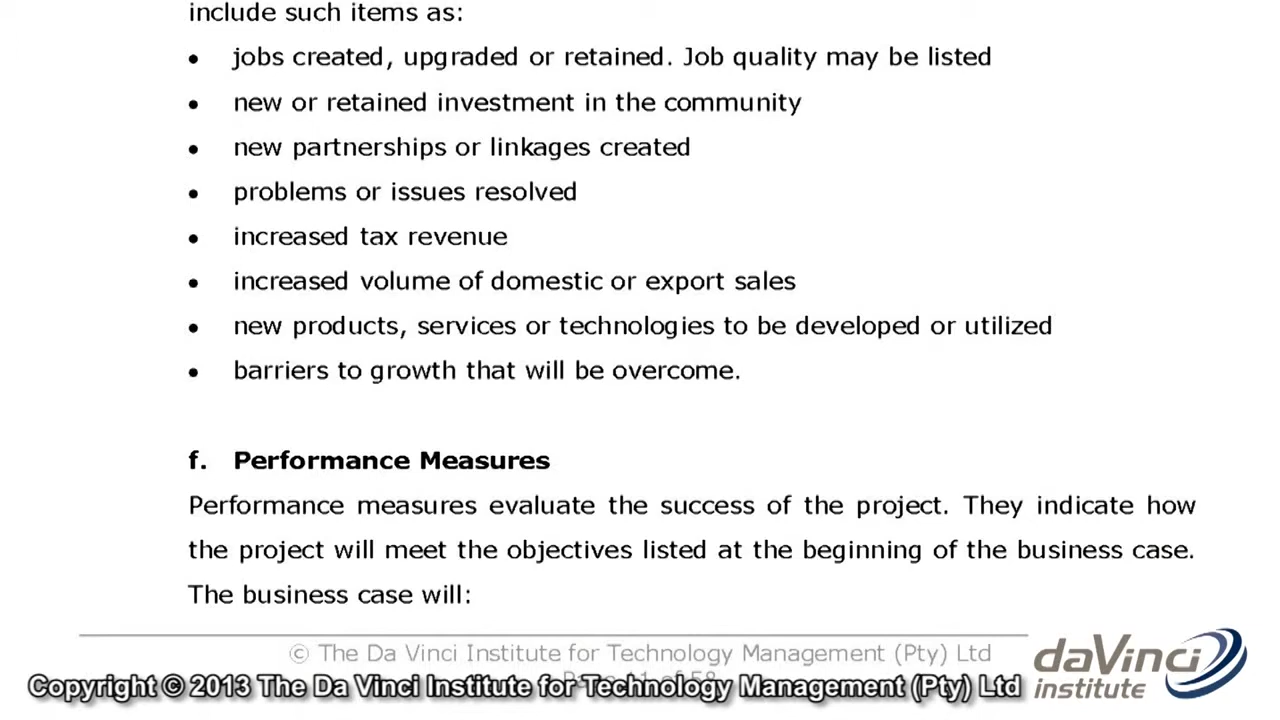 include such items as:
• jobs created, upgraded or retained. Job quality may be listed
• new or retained investment in the community
• new partnerships or linkages created
• problems or issues resolved
• increased tax revenue
• increased volume of domestic or export sales
• new products, services or technologies to be developed or utilized
• barriers to growth that will be overcome.
f. Performance Measures
Performance measures evaluate the success of the project. They indicate how
the project will meet the objectives listed at the beginning of the business case.
The business case will:
© The Da Vinci Institute for Technology Management (Pty) Ltd
daVinci
institute
Copyright © 2013 The Da Vinci Institute for Technology Management (Pty) Ltd